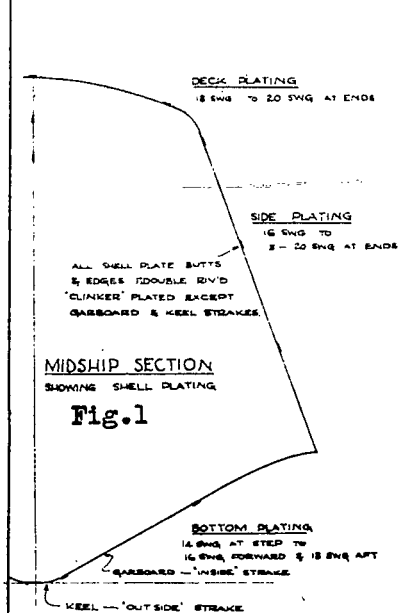 DECK PLATING
18 SWG TO 20 SWG AT ENDS
SIDE PLATING
16 SWG TO
20 SWG AT ENDS
ALL SHELL PLATE BUTTS
& EDGES DOUBLE RIV'D
'CLINKER' PLATED EXCEPT
GARBOARD & KEEL STRAKES.
MIDSHIP SECTION
SHOWING SHELL PLATING
Fig.1
BOTTOM PLATING
14 SWG AT STEP TO
16 SWG FORWARD & 18 SWG AFT
GARBOARD — "INSIDE" STRAKE
KEEL — "OUTSIDE" STRAKE